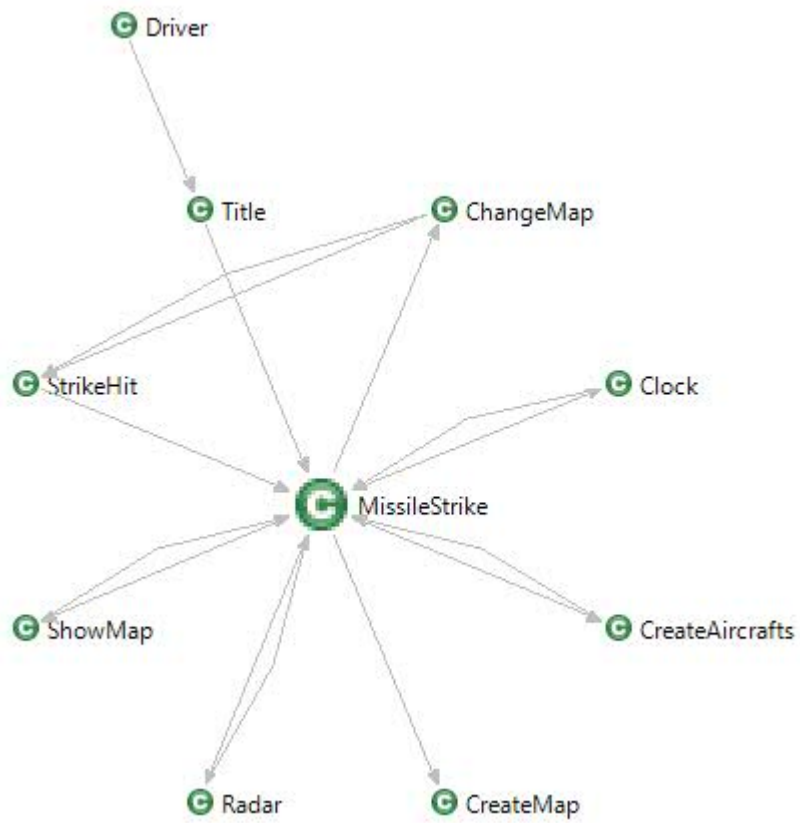 Driver
Title
ChangeMap
StrikeHit
Clock
MissileStrike
ShowMap
CreateAircrafts
Radar
CreateMap